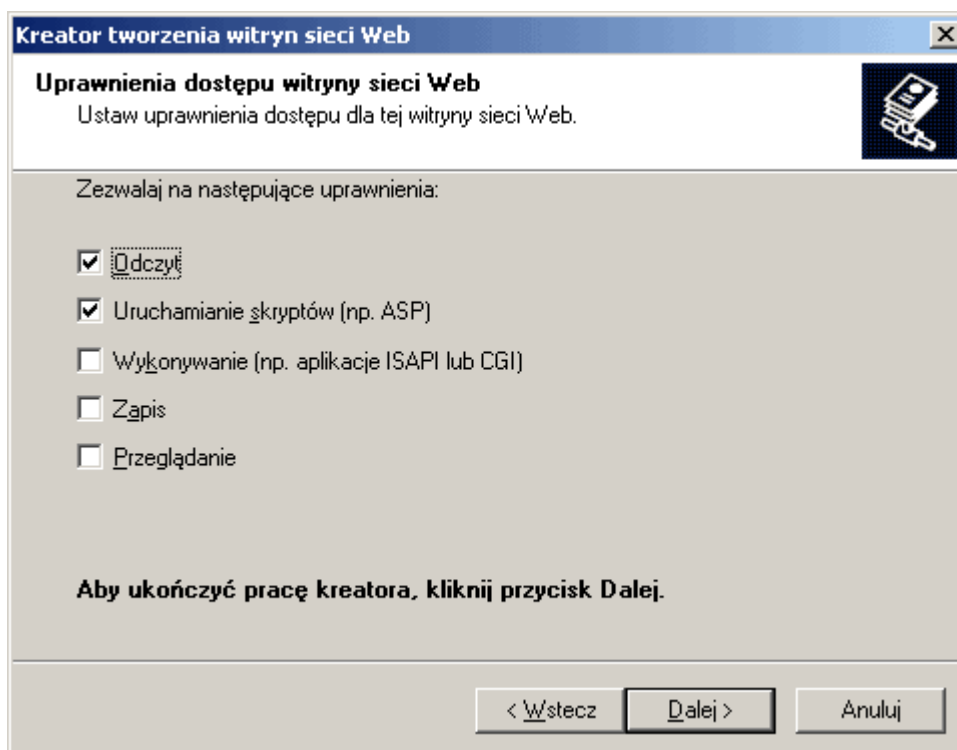 Kreator tworzenia witryn sieci Web
Uprawnienia dostępu witryny sieci Web
Ustaw uprawnienia dostępu dla tej witryny sieci Web.
Zezwalaj na następujące uprawnienia:
Odczyt
Uruchamianie skryptów (np. ASP)
Wykonywanie (np. aplikacje ISAPI lub CGI)
Zapis
Przeglądanie
Aby ukończyć pracę kreatora, kliknij przycisk Dalej.
< Wstecz Dalej > Anuluj